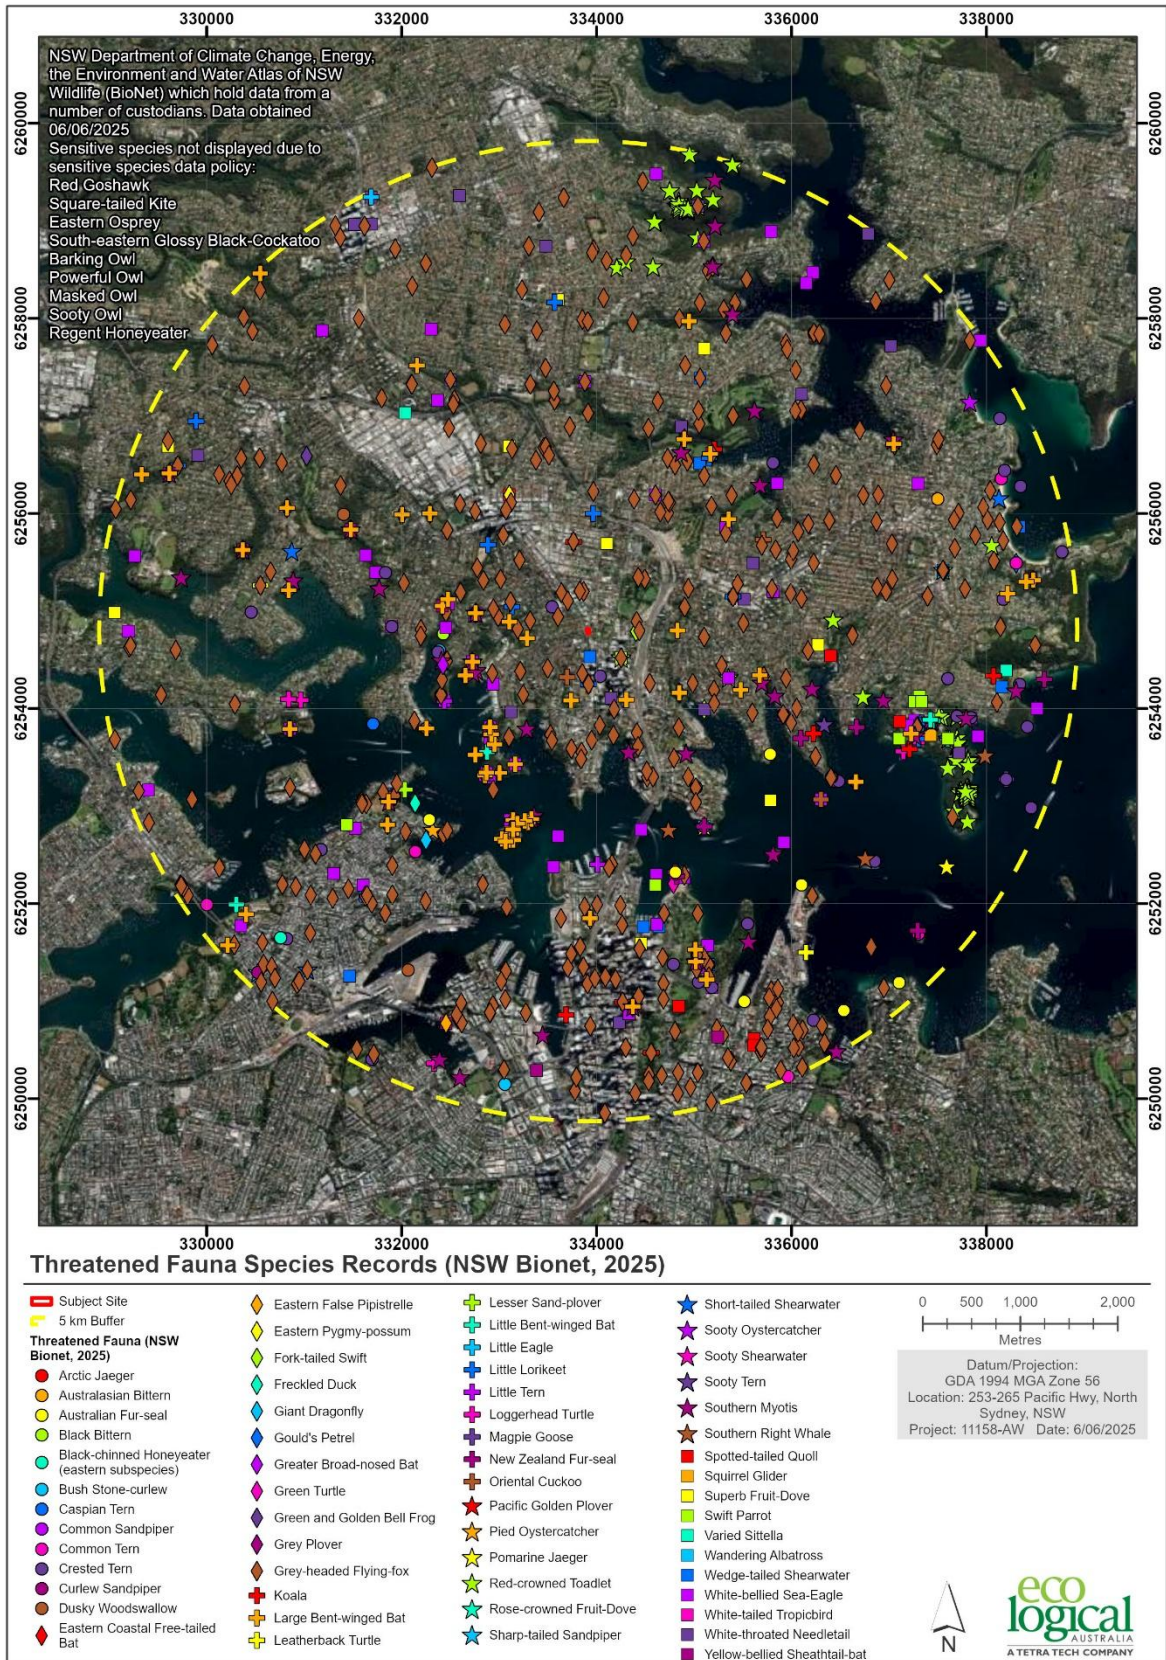 330000 332000 334000 336000 338000
NSW Department of Climate Change, Energy,
the Environment and Water Atlas of NSW
Wildlife (BioNet) which hold data from a
number of custodians. Data obtained
06/06/2025
Sensitive species not displayed due to
sensitive species data policy:
Red Goshawk
Square-tailed Kite
Eastern Osprey
South-eastern Glossy Black-Cockatoo
Barking Owl
Powerful Owl
Masked Owl
Sooty Owl
Regent Honeyeater
6260000 6260000
6258000 6258000
6256000 6256000
6254000 6254000
6252000 6252000
6250000 6250000
330000 332000 334000 336000 338000
Threatened Fauna Species Records (NSW Bionet, 2025)
Subject Site
5 km Buffer
Threatened Fauna (NSW
Bionet, 2025)
Arctic Jaeger
Australasian Bittern
Australian Fur-seal
Black Bittern
Black-chinned Honeyeater
(eastern subspecies)
Bush Stone-curlew
Caspian Tern
Common Sandpiper
Common Tern
Crested Tern
Curlew Sandpiper
Dusky Woodswallow
Eastern Coastal Free-tailed
Bat
Eastern False Pipistrelle
Eastern Pygmy-possum
Fork-tailed Swift
Freckled Duck
Giant Dragonfly
Gould's Petrel
Greater Broad-nosed Bat
Green Turtle
Green and Golden Bell Frog
Grey Plover
Grey-headed Flying-fox
Koala
Large Bent-winged Bat
Leatherback Turtle
Lesser Sand-plover
Little Bent-winged Bat
Little Eagle
Little Lorikeet
Little Tern
Loggerhead Turtle
Magpie Goose
New Zealand Fur-seal
Oriental Cuckoo
Pacific Golden Plover
Pied Oystercatcher
Pomarine Jaeger
Red-crowned Toadlet
Rose-crowned Fruit-Dove
Sharp-tailed Sandpiper
Short-tailed Shearwater
Sooty Oystercatcher
Sooty Shearwater
Sooty Tern
Southern Myotis
Southern Right Whale
Spotted-tailed Quoll
Squirrel Glider
Superb Fruit-Dove
Swift Parrot
Varied Sittella
Wandering Albatross
Wedge-tailed Shearwater
White-bellied Sea-Eagle
White-tailed Tropicbird
White-throated Needletail
Yellow-bellied Sheathtail-bat
0 500 1,000 2,000
Metres
Datum/Projection:
GDA 1994 MGA Zone 56
Location: 253-265 Pacific Hwy, North
Sydney, NSW
Project: 11158-AW Date: 6/06/2025
N
eco
logical
AUSTRALIA
A TETRA TECH COMPANY